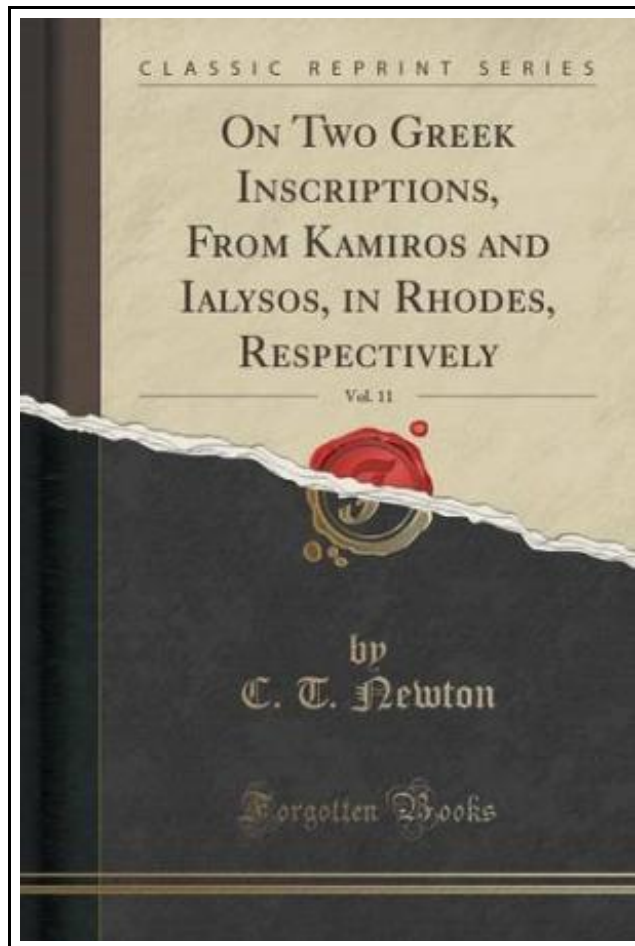 CLASSIC REPRINT SERIES
ON TWO GREEK
INSCRIPTIONS,
FROM KAMIROS AND
IALYSOS, IN RHODES,
RESPECTIVELY
Vol. 11
by
C. T. Newton
Forgotten Books